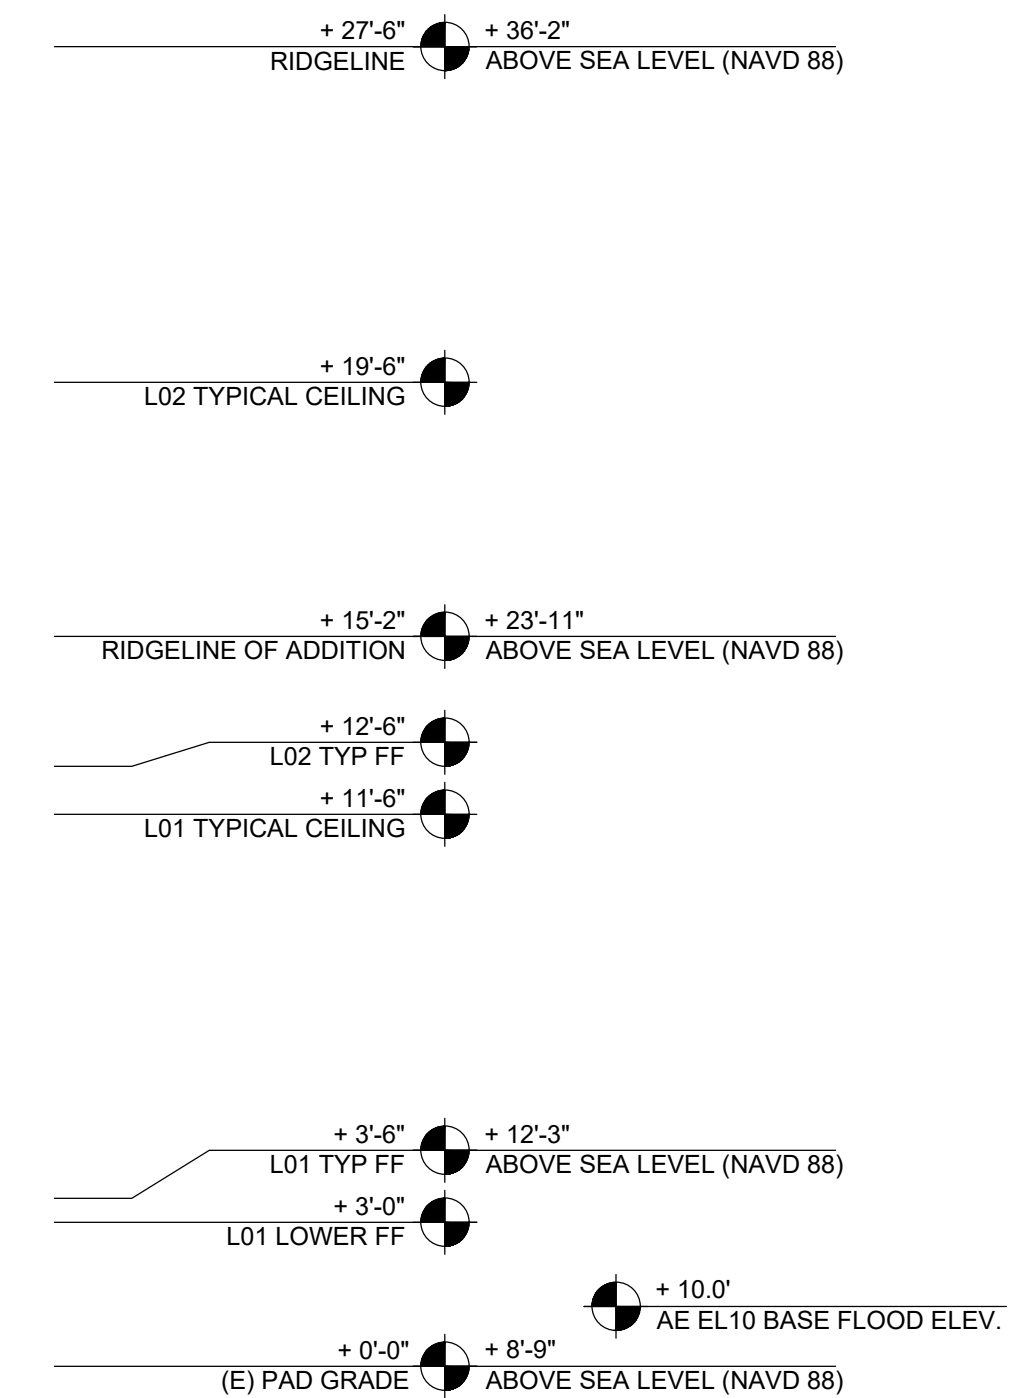 + 27'-6" + 36'-2"
RIDGELINE ABOVE SEA LEVEL (NAVD 88)
+ 19'-6"
L02 TYPICAL CEILING
+ 15'-2" + 23'-11"
RIDGELINE OF ADDITION ABOVE SEA LEVEL (NAVD 88)
+ 12'-6"
L02 TYP FF
+ 11'-6"
L01 TYPICAL CEILING
+ 3'-6" + 12'-3"
L01 TYP FF ABOVE SEA LEVEL (NAVD 88)
+ 3'-0"
L01 LOWER FF
+ 10.0'
AE EL10 BASE FLOOD ELEV.
+ 0'-0" + 8'-9"
(E) PAD GRADE ABOVE SEA LEVEL (NAVD 88)